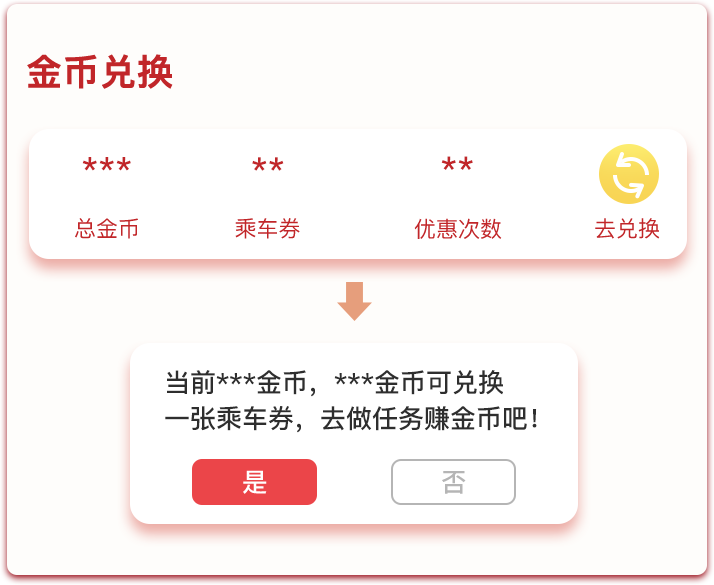 金币兑换
*** ** **
总金币 乘车券 优惠次数 去兑换
当前***金币，***金币可兑换
一张乘车券，去做任务赚金币吧！
是 否